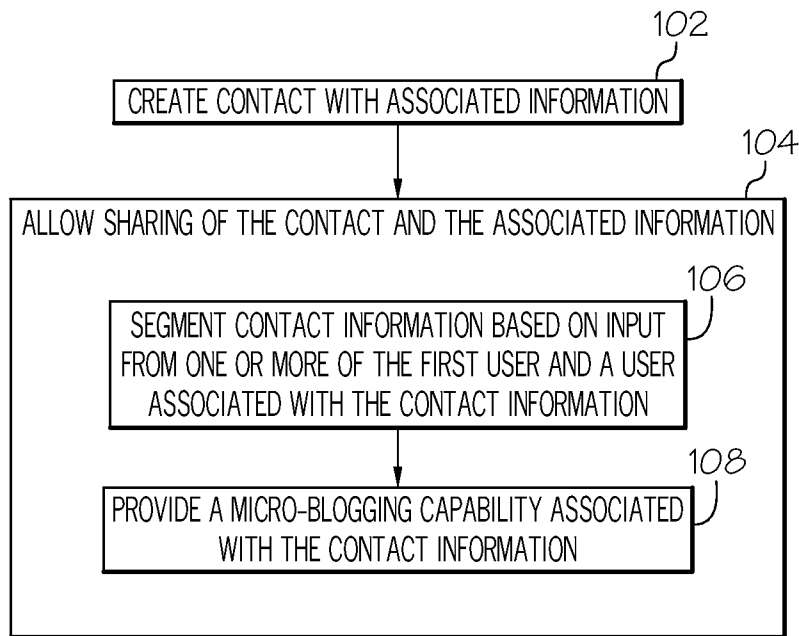 102
CREATE CONTACT WITH ASSOCIATED INFORMATION
104
ALLOW SHARING OF THE CONTACT AND THE ASSOCIATED INFORMATION
106
SEGMENT CONTACT INFORMATION BASED ON INPUT
FROM ONE OR MORE OF THE FIRST USER AND A USER
ASSOCIATED WITH THE CONTACT INFORMATION
108
PROVIDE A MICRO-BLOGGING CAPABILITY ASSOCIATED
WITH THE CONTACT INFORMATION